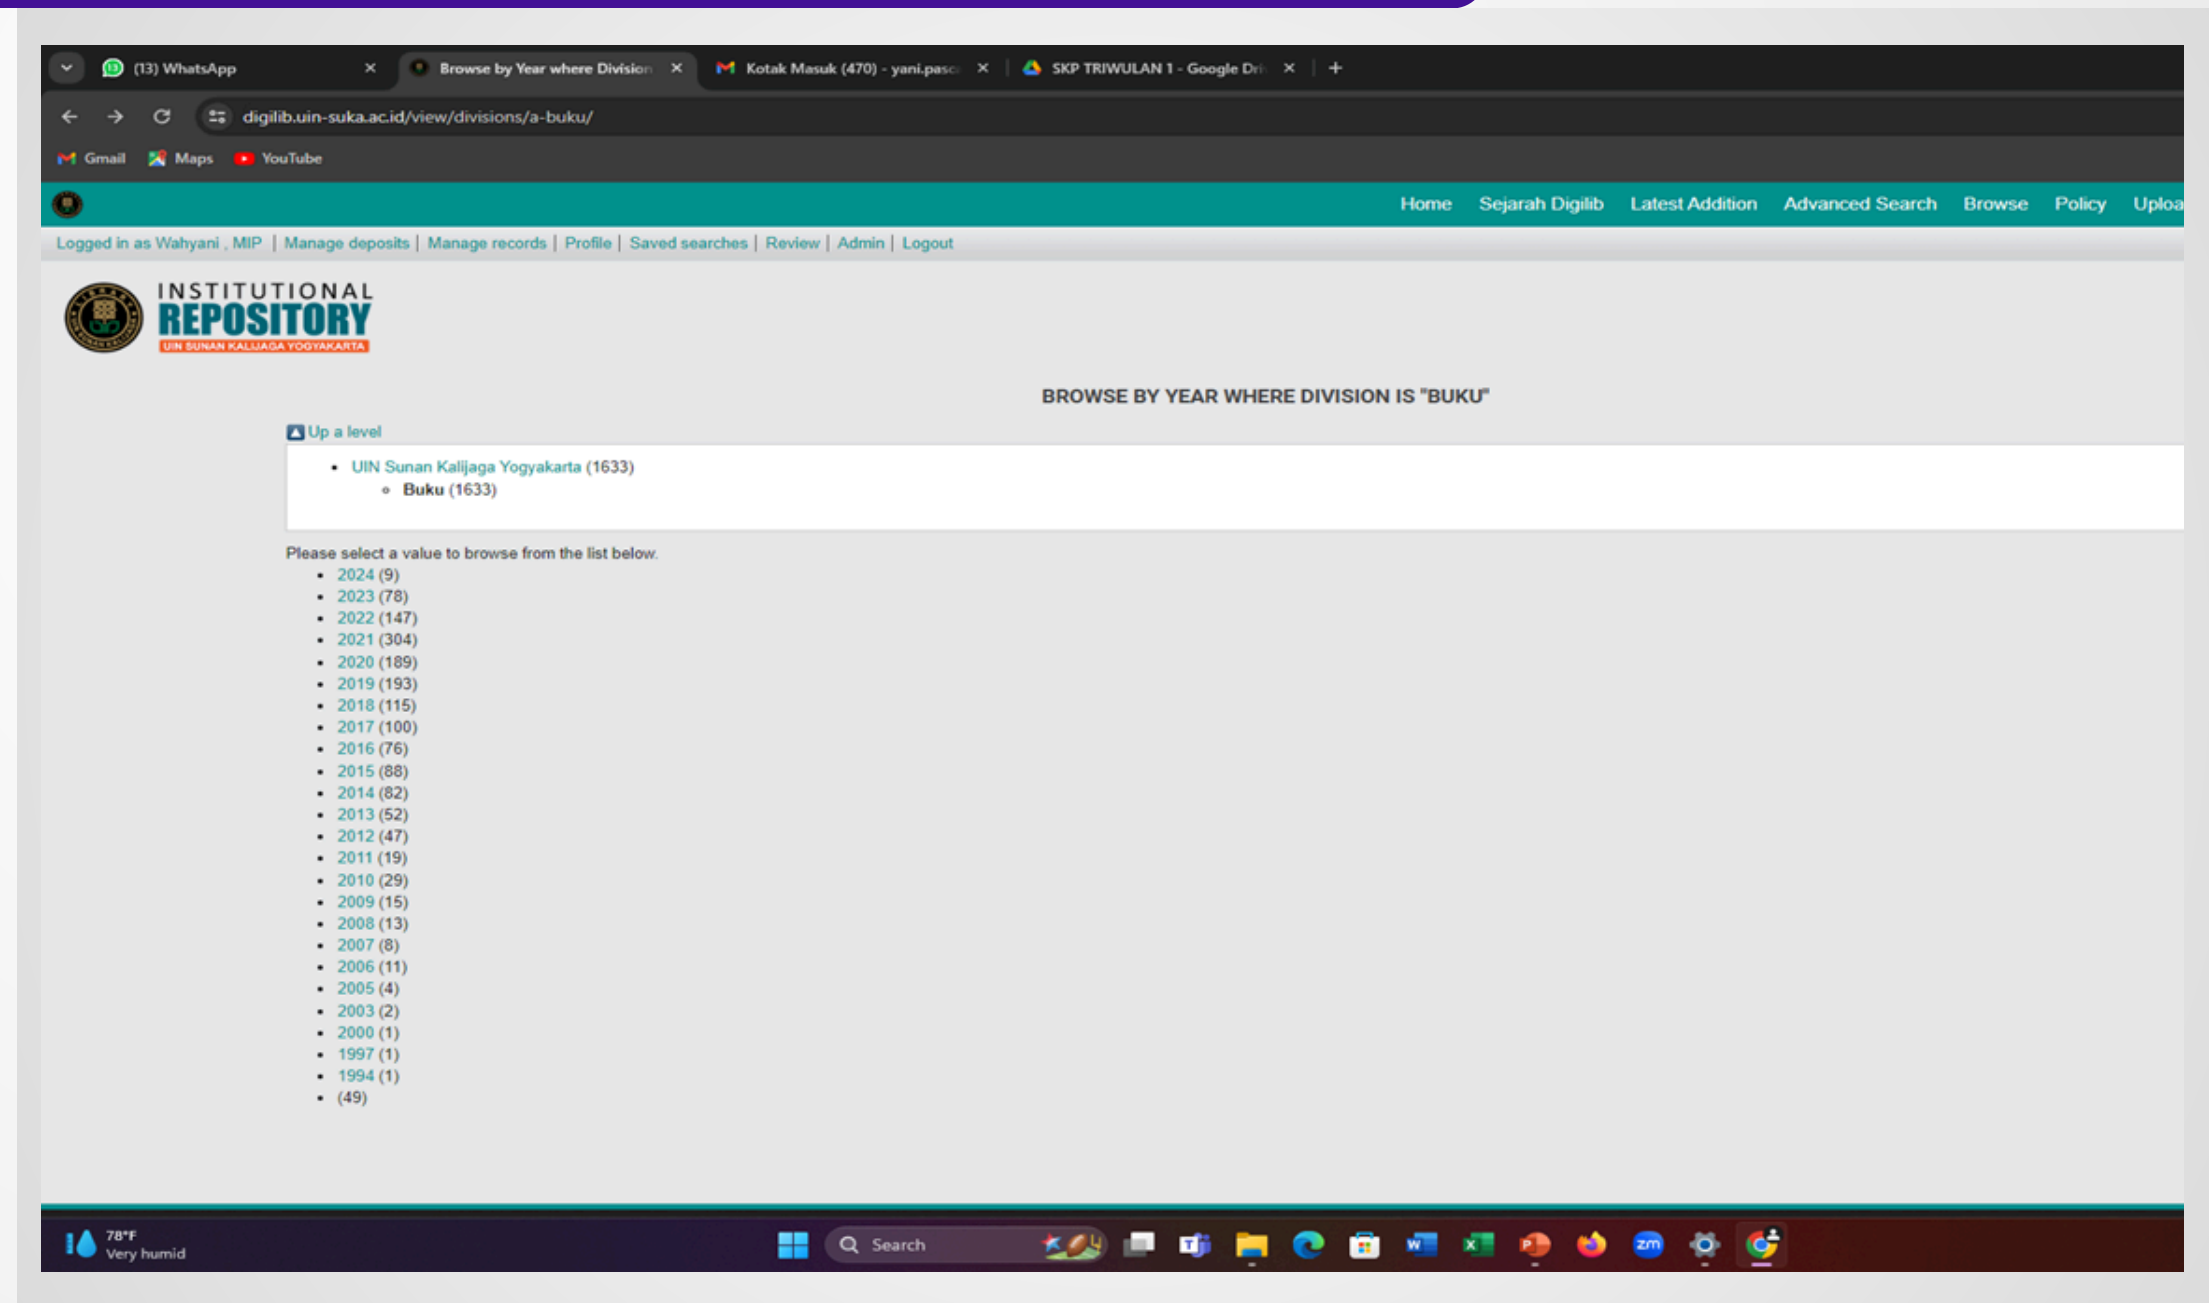 (13) WhatsApp
Browse by Year where Division
Kotak Masuk (470) - yani.pasc
SKP TRIWULAN 1 - Google Dri
digilib.uin-suka.ac.id/view/divisions/a-buku/
Gmail Maps YouTube
Home Sejarah Digilib Latest Addition Advanced Search Browse Policy Uploa
Logged in as Wahyani , MIP | Manage deposits | Manage records | Profile | Saved searches | Review | Admin | Logout
INSTITUTIONAL
REPOSITORY
UIN SUNAN KALIJAGA YOGYAKARTA
BROWSE BY YEAR WHERE DIVISION IS "BUKU"
Up a level
• UIN Sunan Kalijaga Yogyakarta (1633)
Buku (1633)
Please select a value to browse from the list below.
• 2024 (9)
• 2023 (78)
• 2022 (147)
• 2021 (304)
• 2020 (189)
• 2019 (193)
• 2018 (115)
• 2017 (100)
• 2016 (76)
• 2015 (88)
• 2014 (82)
• 2013 (52)
• 2012 (47)
• 2011 (19)
• 2010 (29)
• 2009 (15)
• 2008 (13)
• 2007 (8)
• 2006 (11)
• 2005 (4)
• 2003 (2)
• 2000 (1)
• 1997 (1)
• 1994 (1)
• (49)
78°F
Very humid
Search
zm